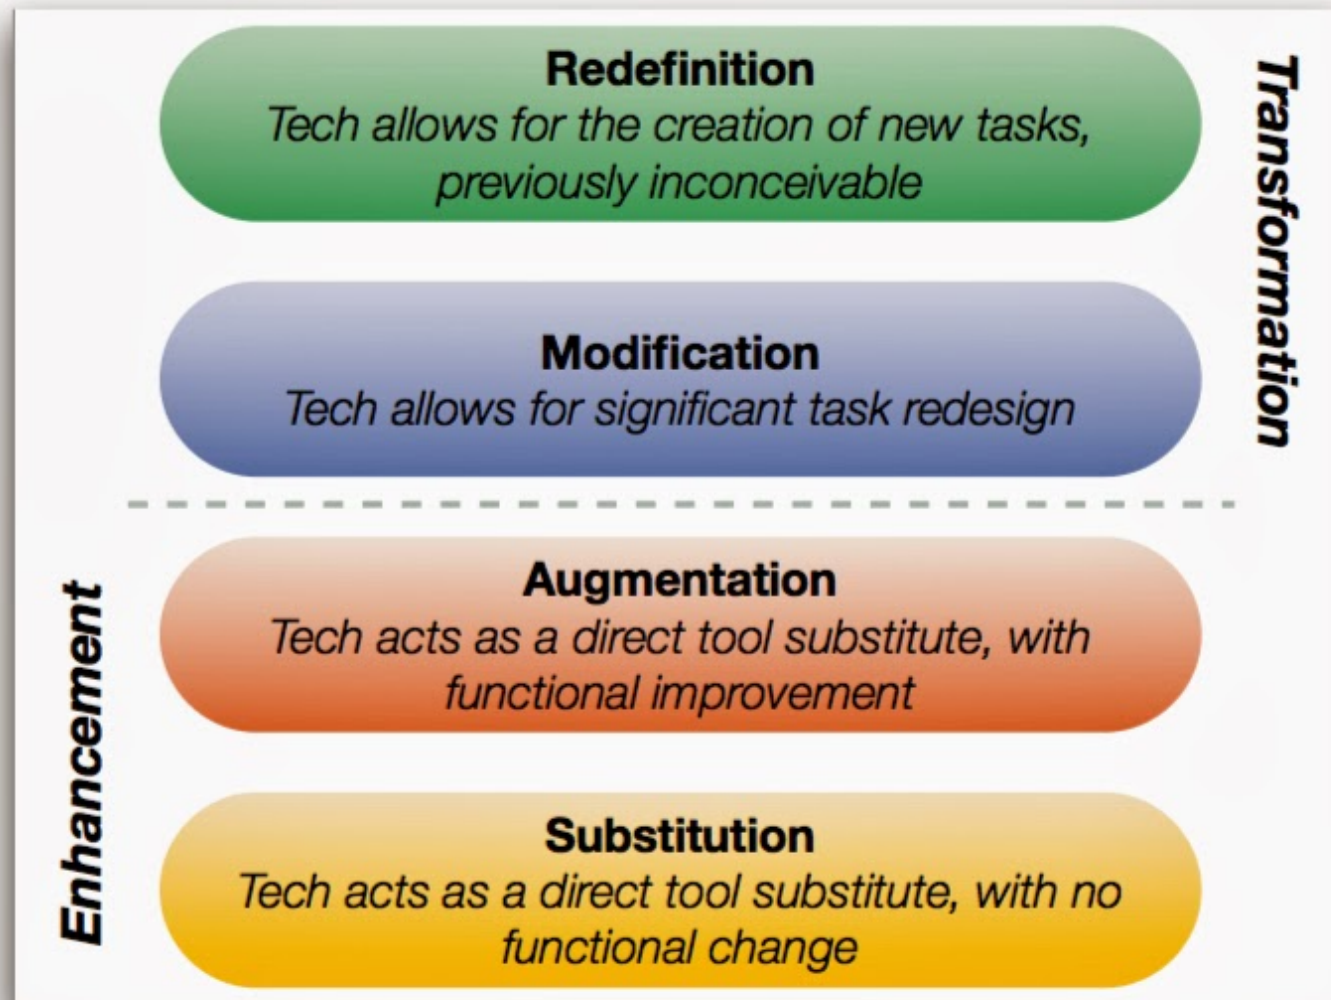 Redefinition
Tech allows for the creation of new tasks,
previously inconceivable
Transformation
Modification
Tech allows for significant task redesign
Enhancement
Augmentation
Tech acts as a direct tool substitute, with
functional improvement
Substitution
Tech acts as a direct tool substitute, with no
functional change